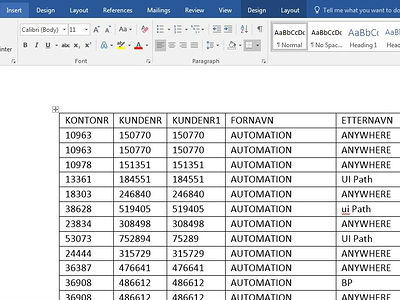 Insert Design Layout References Mailings Review View Design Layout Tell me what you want to do
Calibri (Body) 11 A A Aa
AaBbCcDc AaBbCcDc AaBbC
inter B I U abc x₂ x² A A
¶ Normal ¶ No Spac... Heading 1
Font Paragraph
KONTONR KUNDENR KUNDENR1 FORNAVN ETTERNAVN
10963 150770 150770 AUTOMATION ANYWHERE
10963 150770 150770 AUTOMATION ANYWHERE
10978 151351 151351 AUTOMATION ANYWHERE
13361 184551 184551 AUTOMATION UI Path
18303 246840 246840 AUTOMATION ANYWHERE
38628 519405 519405 AUTOMATION ui Path
23834 308498 308498 AUTOMATION ANYWHERE
53073 752894 75289 AUTOMATION UI Path
24444 315729 315729 AUTOMATION ANYWHERE
36387 476641 476641 AUTOMATION ANYWHERE
36908 486612 486612 AUTOMATION BP
36908 486612 486612 AUTOMATION ANYWHERE